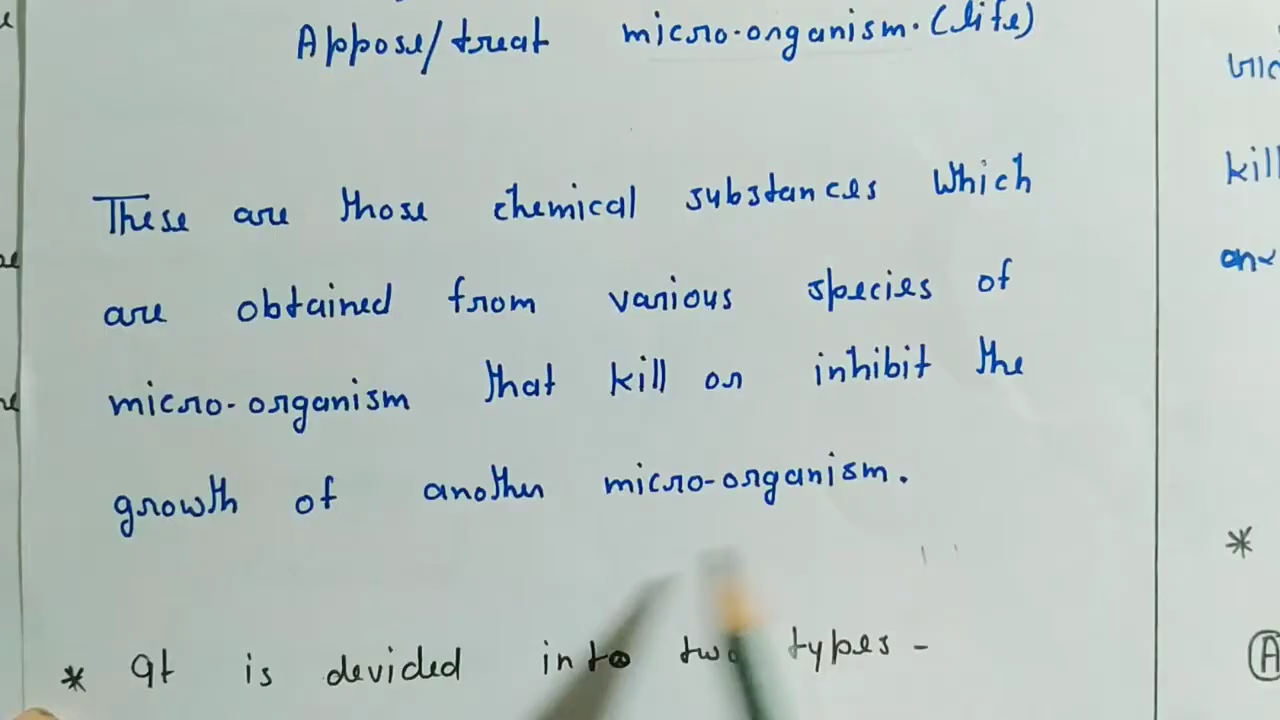 Appose/treat micro-organism. (life)
These are those chemical substances which
are obtained from various species of
micro-organism that kill or inhibit the
growth of another micro-organism.
* It is devided into two types -
kill
*
A